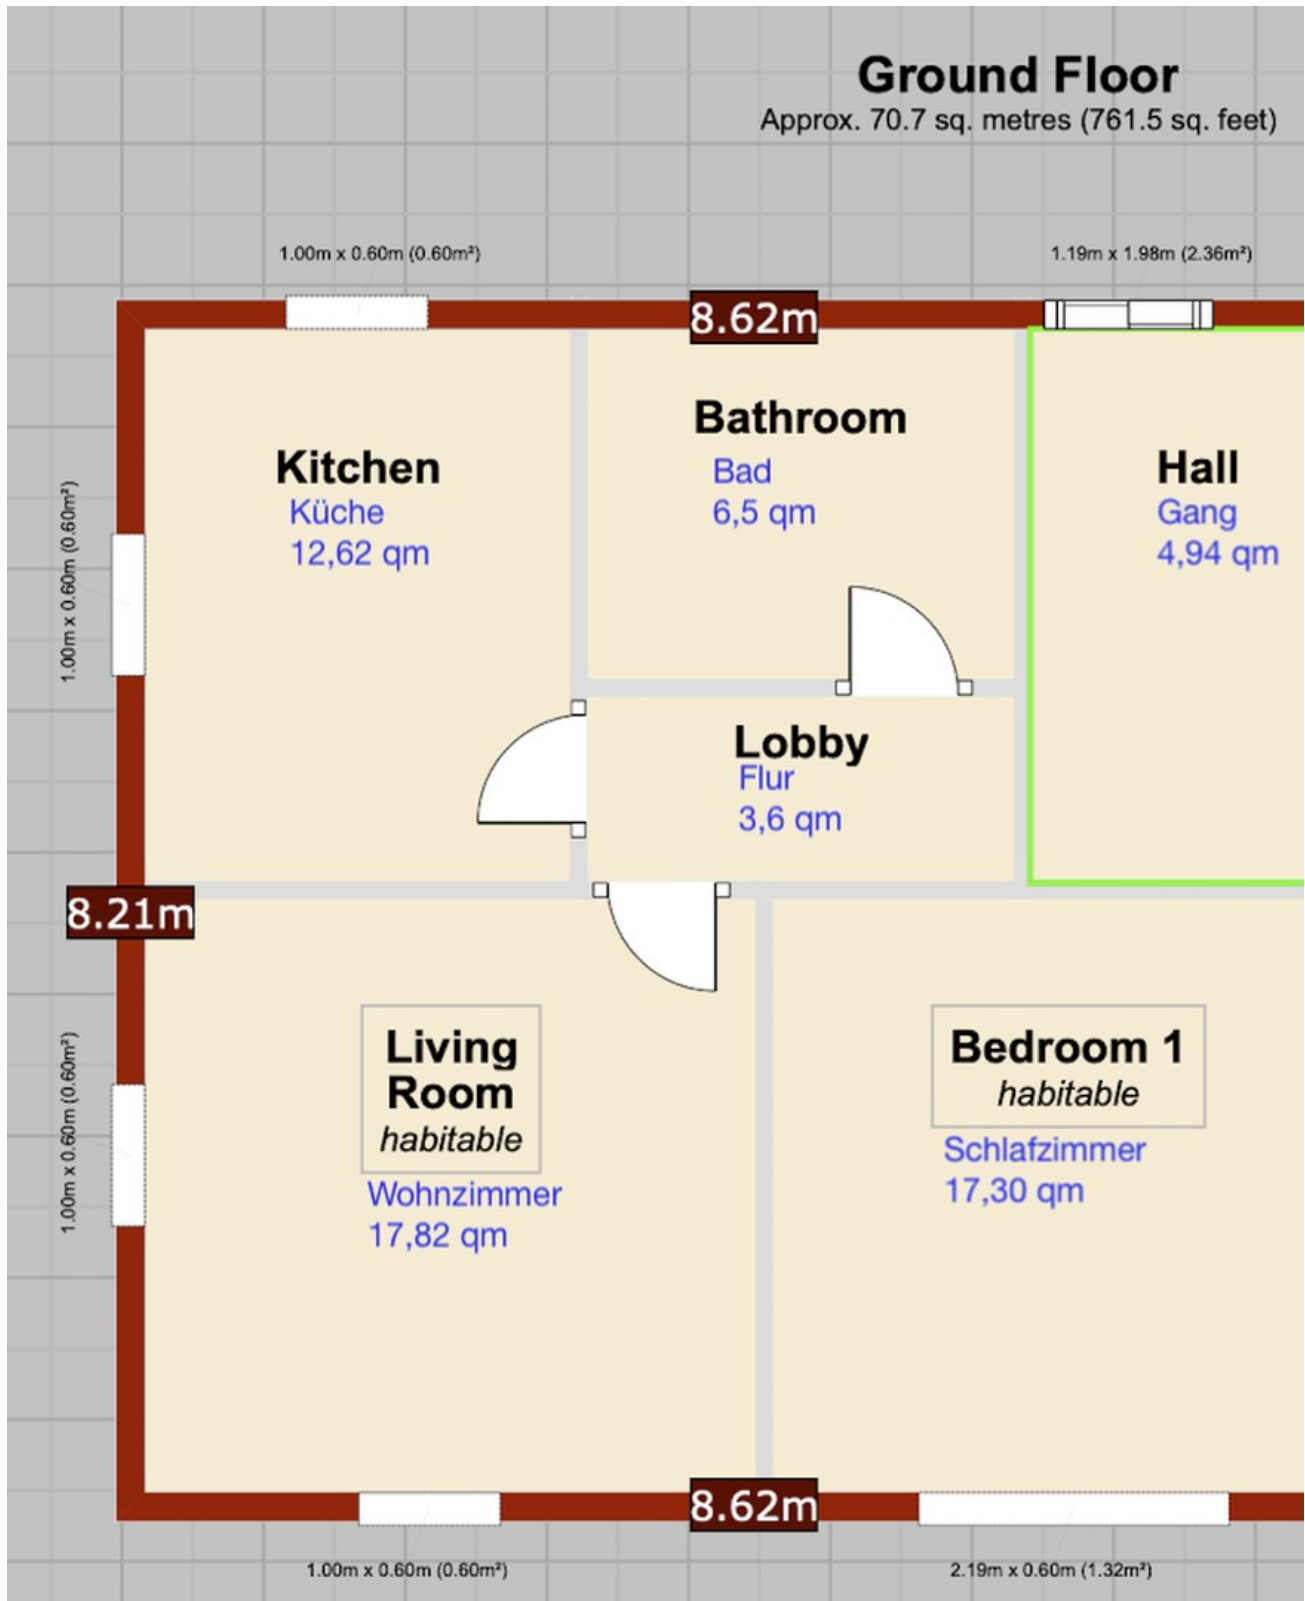 Ground Floor
Approx. 70.7 sq. metres (761.5 sq. feet)
1.00m x 0.60m (0.60m²)
1.19m x 1.98m (2.36m²)
8.62m
Kitchen
Küche
12,62 qm
Bathroom
Bad
6,5 qm
Hall
Gang
4,94 qm
1.00m x 0.60m (0.60m²)
Lobby
Flur
3,6 qm
8.21m
Living
Room
habitable
Wohnzimmer
17,82 qm
Bedroom 1
habitable
Schlafzimmer
17,30 qm
1.00m x 0.60m (0.60m²)
8.62m
1.00m x 0.60m (0.60m²)
2.19m x 0.60m (1.32m²)